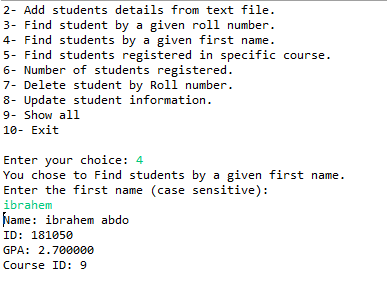 2- Add students details from text file.
3- Find student by a given roll number.
4- Find students by a given first name.
5- Find students registered in specific course.
6- Number of students registered.
7- Delete student by Roll number.
8- Update student information.
9- Show all
10- Exit
Enter your choice: 4
You chose to Find students by a given first name.
Enter the first name (case sensitive):
ibrahem
Name: ibrahem abdo
ID: 181050
GPA: 2.700000
Course ID: 9